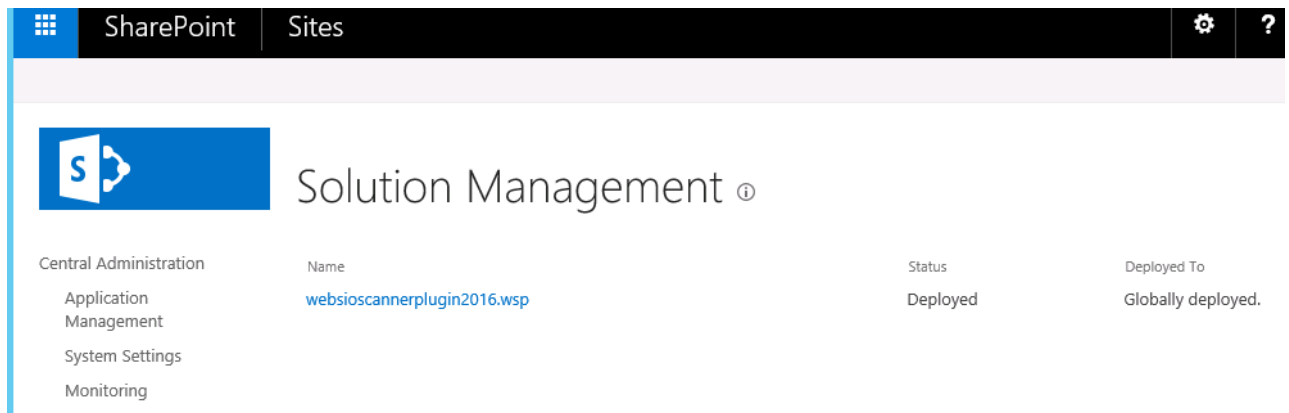 SharePoint Sites ?
S
Solution Management
Central Administration
Name Status Deployed To
websioscannerplugin2016.wsp Deployed Globally deployed.
Application
Management
System Settings
Monitoring